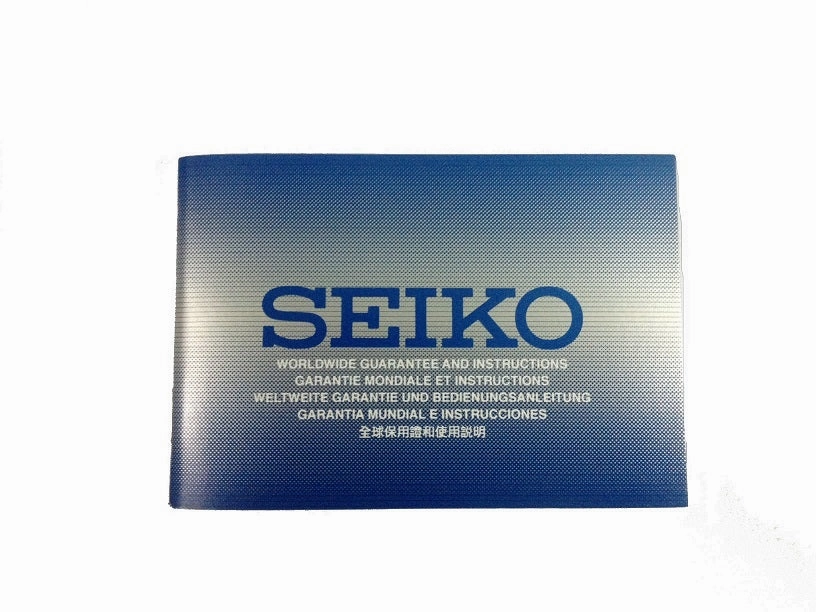 SEIKO
WORLDWIDE GUARANTEE AND INSTRUCTIONS
GARANTIE MONDIALE ET INSTRUCTIONS
WELTWEITE GARANTIE UND BEDIENUNGSANLEITUNG
GARANTIA MUNDIAL E INSTRUCCIONES
全球保用證和使用説明